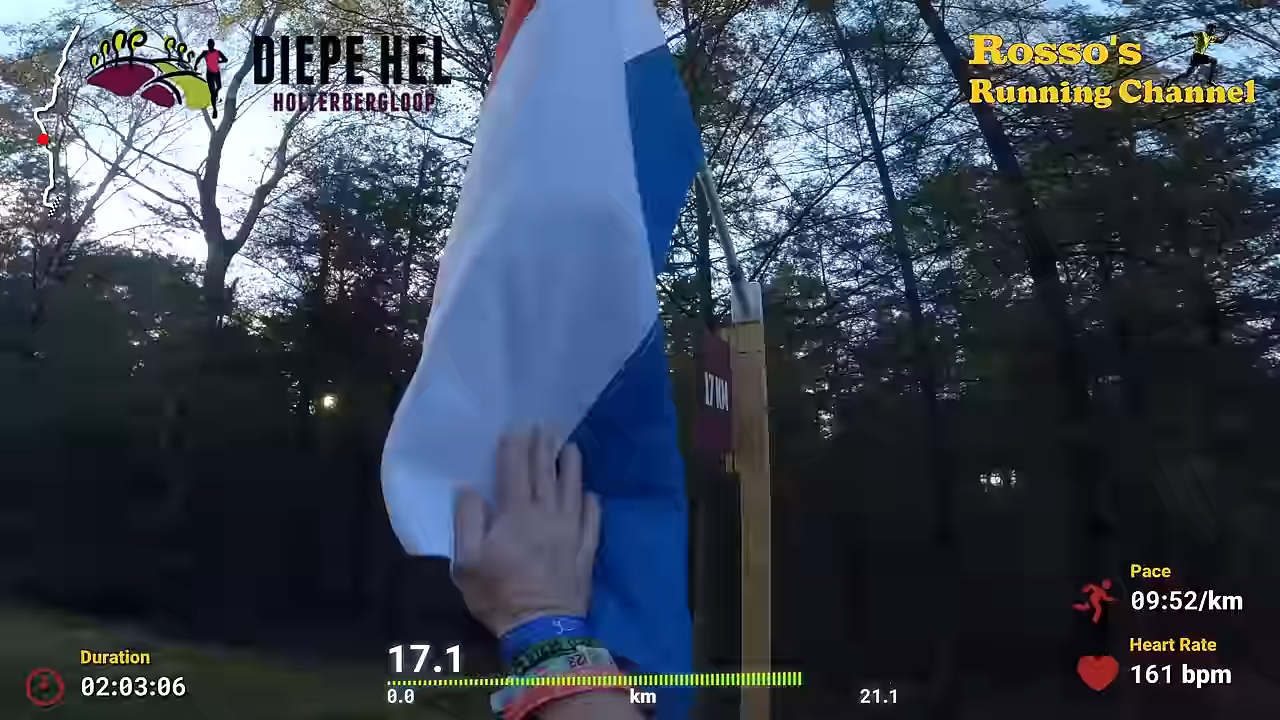 DIEPE HEL
HOLTERBERGLOOP
Rosso's
Running Channel
17 KM
Pace
09:52/km
Heart Rate
161 bpm
Duration
02:03:06
17.1
0.0
km
21.1